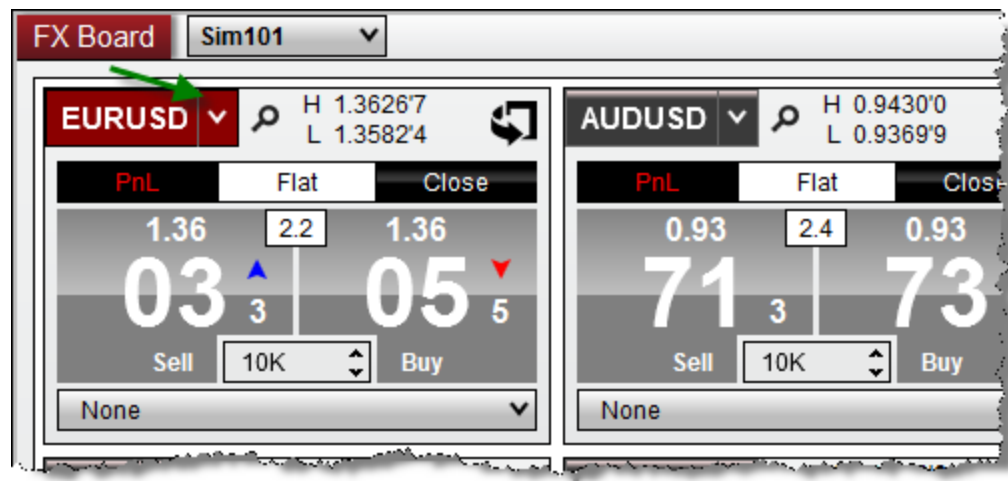 FX Board Sim101
EURUSD H 1.3626'7 AUDUSD H 0.9430'0
L 1.3582'4 L 0.9369'9
PnL Flat Close PnL Flat Close
1.36 2.2 1.36 0.93 2.4 0.93
03 3 05 5 71 3 73
Sell 10K Buy Sell 10K Buy
None None